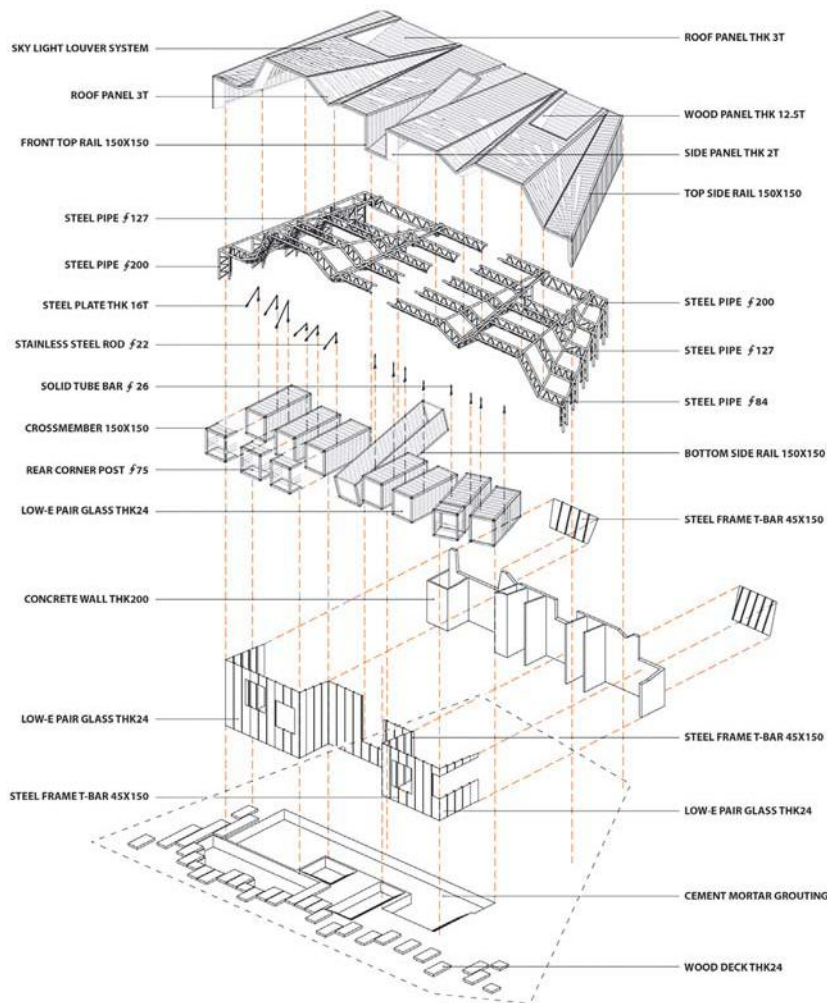 SKY LIGHT LOUVER SYSTEM
ROOF PANEL 3T
FRONT TOP RAIL 150X150
STEEL PIPE ∮127
STEEL PIPE ∮200
STEEL PLATE THK 16T
STAINLESS STEEL ROD ∮22
SOLID TUBE BAR ∮ 26
CROSSMEMBER 150X150
REAR CORNER POST ∮75
LOW-E PAIR GLASS THK24
CONCRETE WALL THK200
LOW-E PAIR GLASS THK24
STEEL FRAME T-BAR 45X150
ROOF PANEL THK 3T
WOOD PANEL THK 12.5T
SIDE PANEL THK 2T
TOP SIDE RAIL 150X150
STEEL PIPE ∮200
STEEL PIPE ∮127
STEEL PIPE ∮84
BOTTOM SIDE RAIL 150X150
STEEL FRAME T-BAR 45X150
STEEL FRAME T-BAR 45X150
LOW-E PAIR GLASS THK24
CEMENT MORTAR GROUTING
WOOD DECK THK24